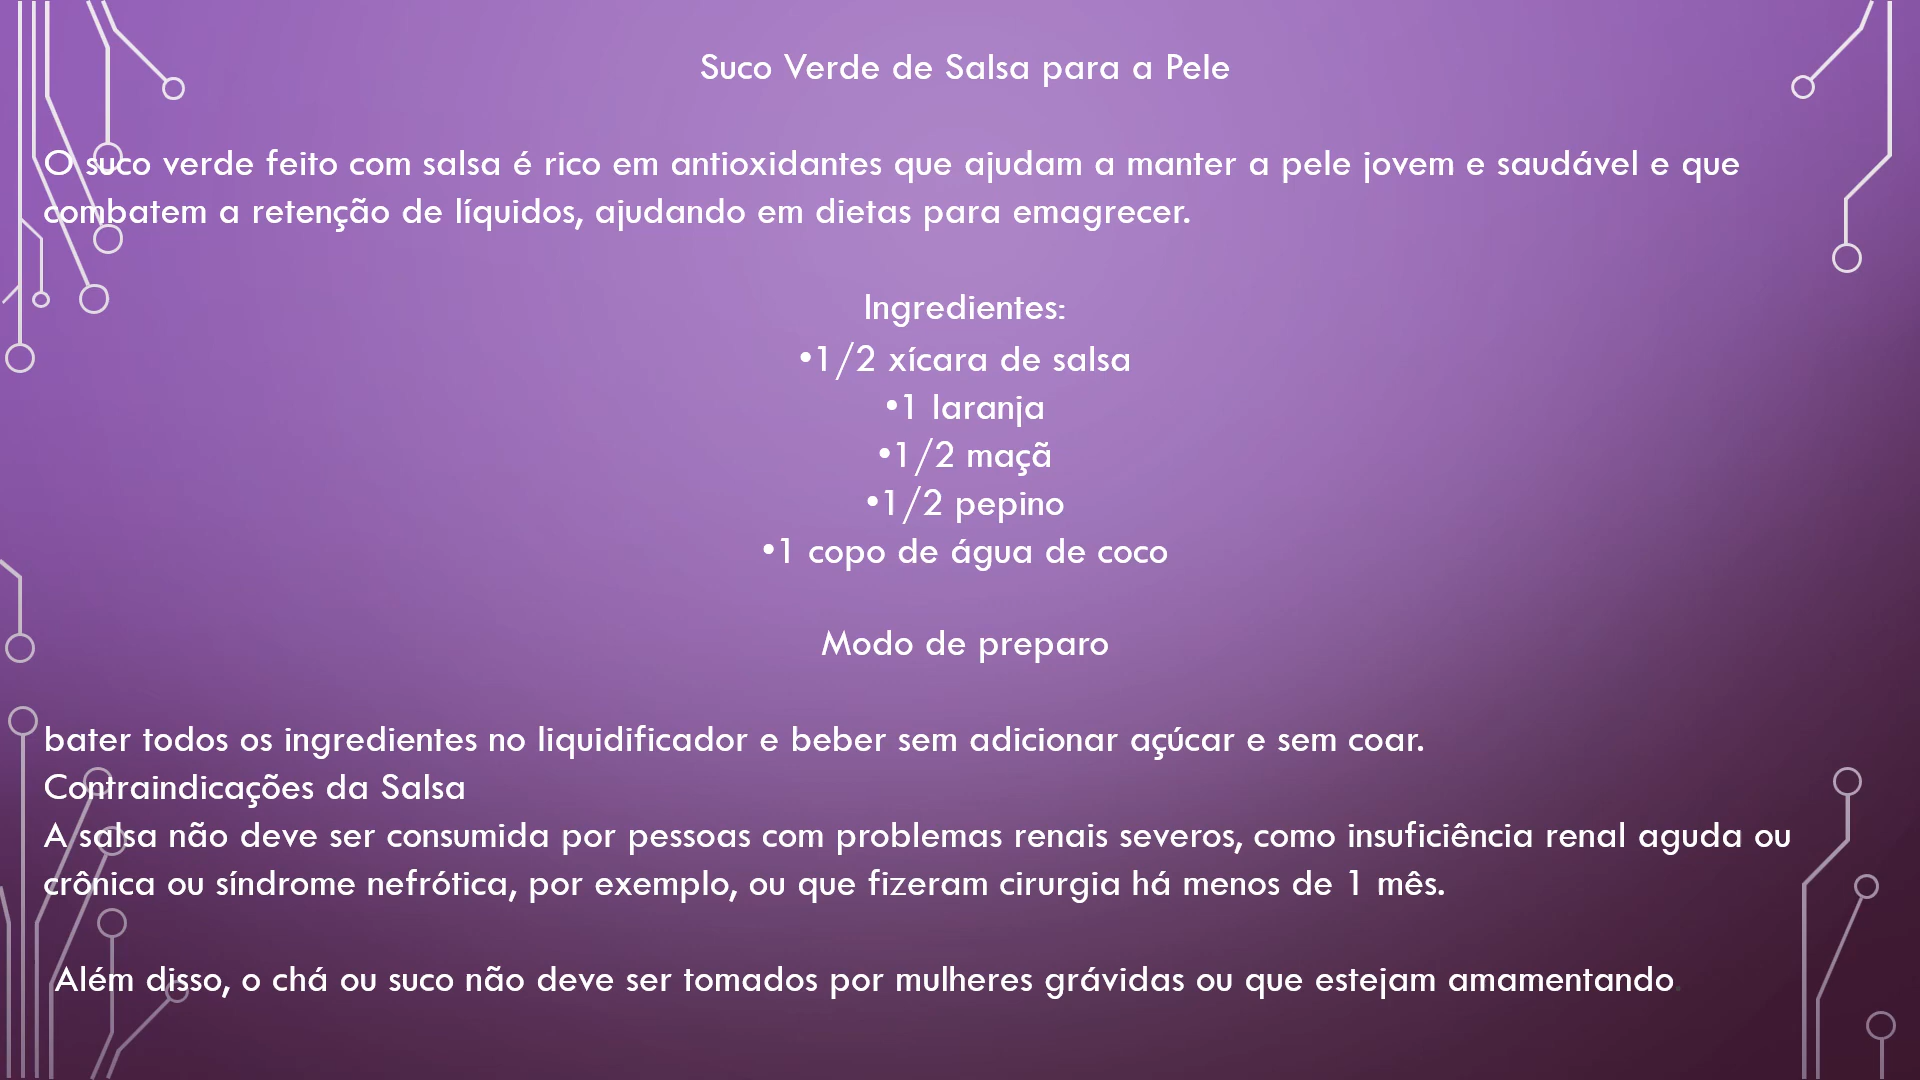 Suco Verde de Salsa para a Pele
O suco verde feito com salsa é rico em antioxidantes que ajudam a manter a pele jovem e saudável e que
combatem a retenção de líquidos, ajudando em dietas para emagrecer.
Ingredientes:
•1/2 xícara de salsa
•1 laranja
•1/2 maçã
•1/2 pepino
•1 copo de água de coco
Modo de preparo
bater todos os ingredientes no liquidificador e beber sem adicionar açúcar e sem coar.
Contraindicações da Salsa
A salsa não deve ser consumida por pessoas com problemas renais severos, como insuficiência renal aguda ou
crônica ou síndrome nefrótica, por exemplo, ou que fizeram cirurgia há menos de 1 mês.
Além disso, o chá ou suco não deve ser tomados por mulheres grávidas ou que estejam amamentando.